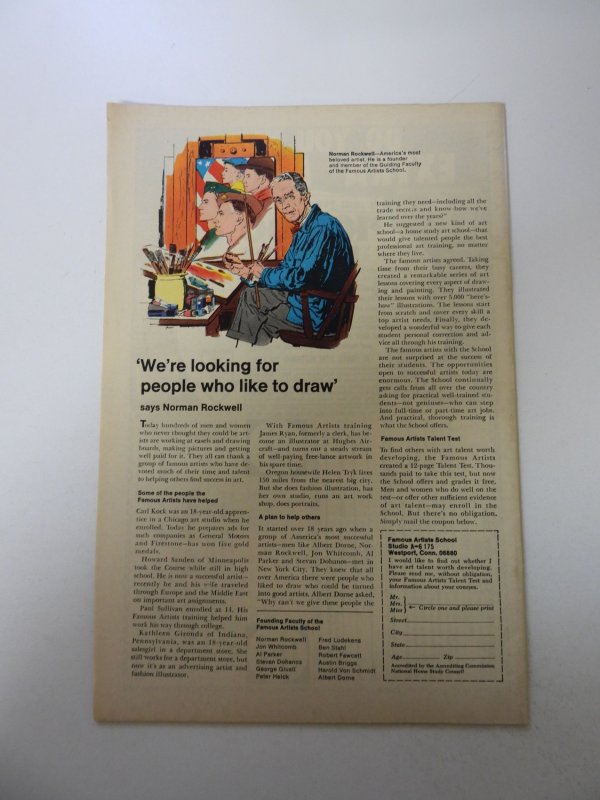 Norman Rockwell—America's most
beloved artist. He is a founder
and member of the Guiding Faculty
of the Famous Artists School.
'We're looking for
people who like to draw'
says Norman Rockwell
Today hundreds of men and women
who never thought they could be art-
ists are working at easels and drawing
boards, making pictures and getting
well paid for it. They all can thank a
group of famous artists who have de-
voted much of their time and talent
to helping others find success in art.
Some of the people the
Famous Artists have helped
Carl Kock was an 18-year-old appren-
tice in a Chicago art studio when he
enrolled. Today he prepares ads for
such companies as General Motors
and Firestone—has won five gold
medals.
Howard Sanden of Minneapolis
took the Course while still in high
school. He is now a successful artist—
recently he and his wife traveled
through Europe and the Middle East
on important art assignments.
Paul Sullivan enrolled at 14. His
Famous Artists training helped him
work his way through college.
Kathleen Gironda of Indiana,
Pennsylvania, was an 18-year-old
salesgirl in a department store. She
still works for a department store, but
now it's as an advertising artist and
fashion illustrator.
With Famous Artists training
James Ryan, formerly a clerk, has be-
come an illustrator at Hughes Air-
craft—and turns out a steady stream
of well-paying free-lance artwork in
his spare time.
Oregon housewife Helen Tryk lives
150 miles from the nearest big city.
But she does fashion illustration, has
her own studio, runs an art work
shop, does portraits.
A plan to help others
It started over 18 years ago when a
group of America's most successful
artists—men like Albert Dorne, Nor-
man Rockwell, Jon Whitcomb, Al
Parker and Stevan Dohanos—met in
New York City. They knew that all
over America there were people who
liked to draw who could be turned
into good artists. Albert Dorne asked,
"Why can't we give these people the
Founding Faculty of the
Famous Artists School
Norman Rockwell
Jon Whitcomb
Al Parker
Stevan Dohanos
George Giusti
Peter Helck
Fred Ludekens
Ben Stahl
Robert Fawcett
Austin Briggs
Harold Von Schmidt
Albert Dorne
training they need—including all the
trade secrets and know-how we've
learned over the years?"
He suggested a new kind of art
school—a home study art school—that
would give talented people the best
professional art training, no matter
where they live.
The famous artists agreed. Taking
time from their busy careers, they
created a remarkable series of art
lessons covering every aspect of draw-
ing and painting. They illustrated
their lessons with over 5,000 "here's-
how" illustrations. The lessons start
from scratch and cover every skill a
top artist needs. Finally, they de-
veloped a wonderful way to give each
student personal correction and ad-
vice all through his training.
The famous artists with the School
are not surprised at the success of
their students. The opportunities
open to successful artists today are
enormous. The School continually
gets calls from all over the country
asking for practical well-trained stu-
dents—not geniuses—who can step
into full-time or part-time art jobs.
And practical, thorough training is
what the School offers.
Famous Artists Talent Test
To find others with art talent worth
developing, the Famous Artists
created a 12-page Talent Test. Thou-
sands paid to take this test, but now
the School offers and grades it free.
Men and women who do well on the
test—or offer other sufficient evidence
of art talent—may enroll in the
School. But there's no obligation.
Simply mail the coupon below.
Famous Artists School
Studio A-6175
Westport, Conn. 06880
I would like to find out whether I
have art talent worth developing.
Please send me, without obligation,
your Famous Artists Talent Test and
information about your courses.
Mr.
Mrs. ← Circle one and please print
Miss
Street
City
State
Age Zip
Accredited by the Accrediting Commission
National Home Study Council